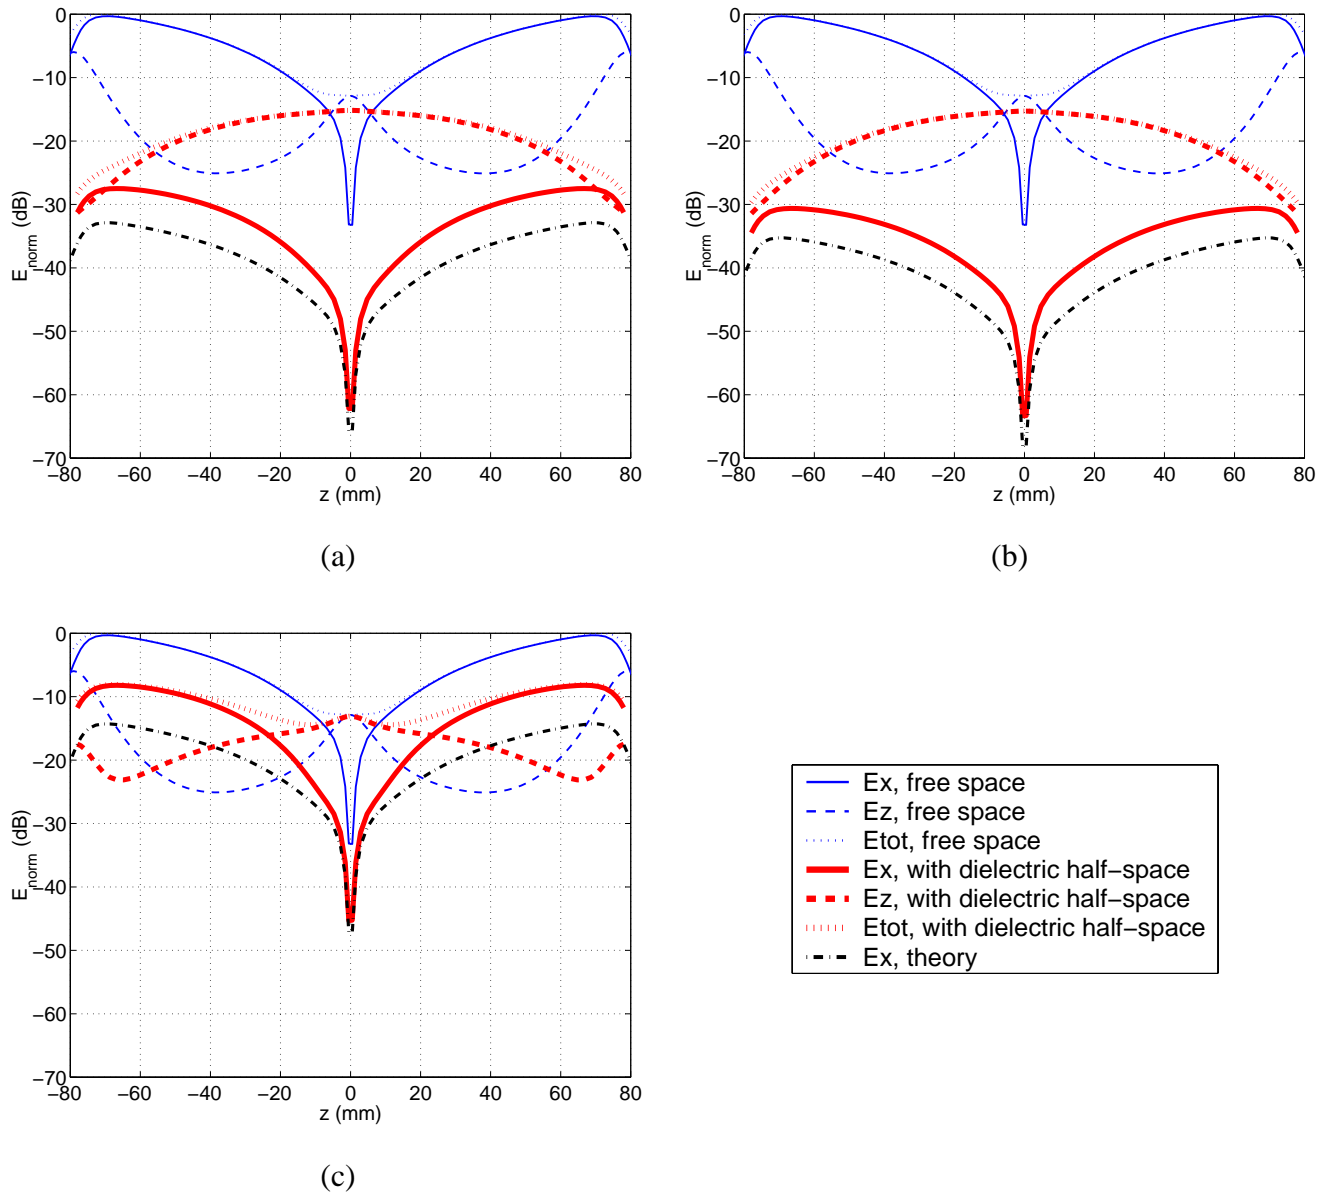 0
−10
−20
−30
−40
−50
−60
−70
E_norm (dB)
−80 −60 −40 −20 0 20 40 60 80
z (mm)
(a)
0
−10
−20
−30
−40
−50
−60
−70
E_norm (dB)
−80 −60 −40 −20 0 20 40 60 80
z (mm)
(b)
0
−10
−20
−30
−40
−50
−60
−70
E_norm (dB)
−80 −60 −40 −20 0 20 40 60 80
z (mm)
(c)
Ex, free space
Ez, free space
Etot, free space
Ex, with dielectric half−space
Ez, with dielectric half−space
Etot, with dielectric half−space
Ex, theory